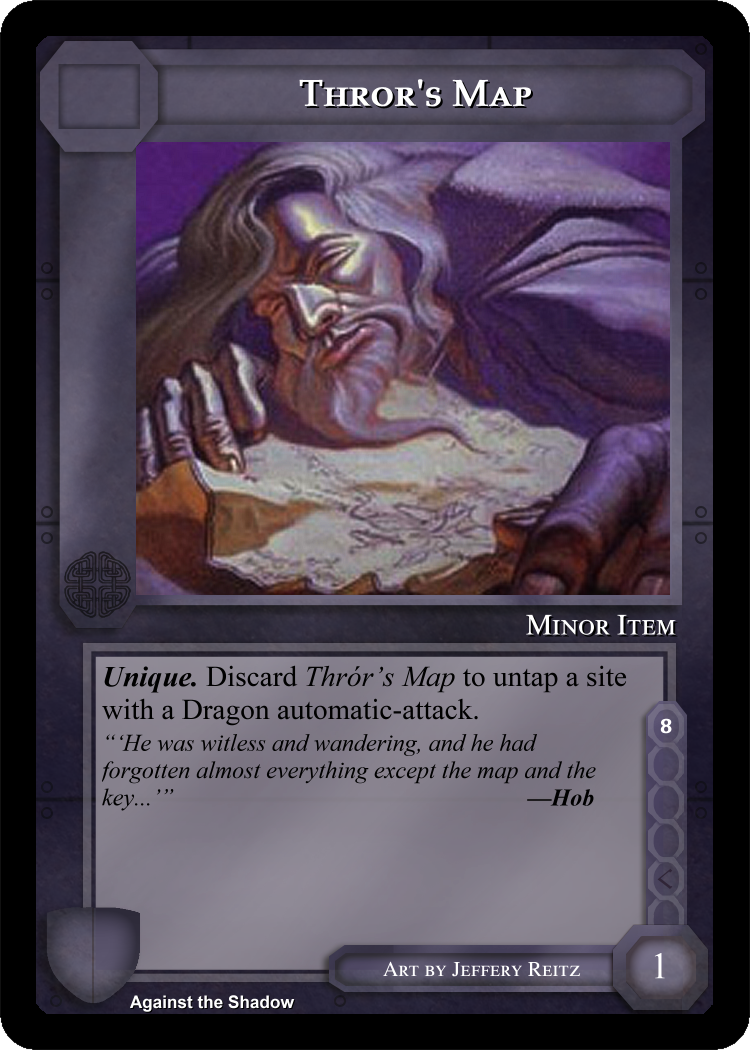 Thror's Map
Minor Item
Unique. Discard Thrór’s Map to untap a site
with a Dragon automatic-attack.
“‘He was witless and wandering, and he had
forgotten almost everything except the map and the
key...’” —Hob
8
<
1
Art by Jeffery Reitz
Against the Shadow